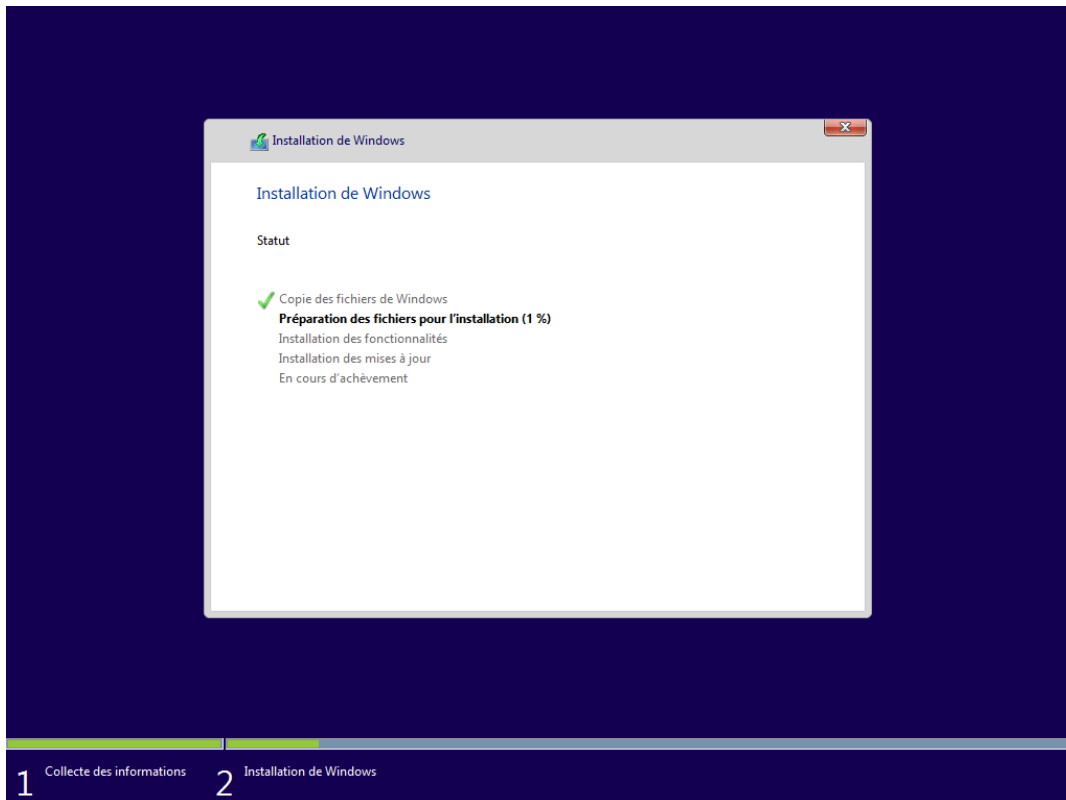 Installation de Windows
Installation de Windows
Statut
Copie des fichiers de Windows
Préparation des fichiers pour l'installation (1 %)
Installation des fonctionnalités
Installation des mises à jour
En cours d'achèvement
1 Collecte des informations 2 Installation de Windows